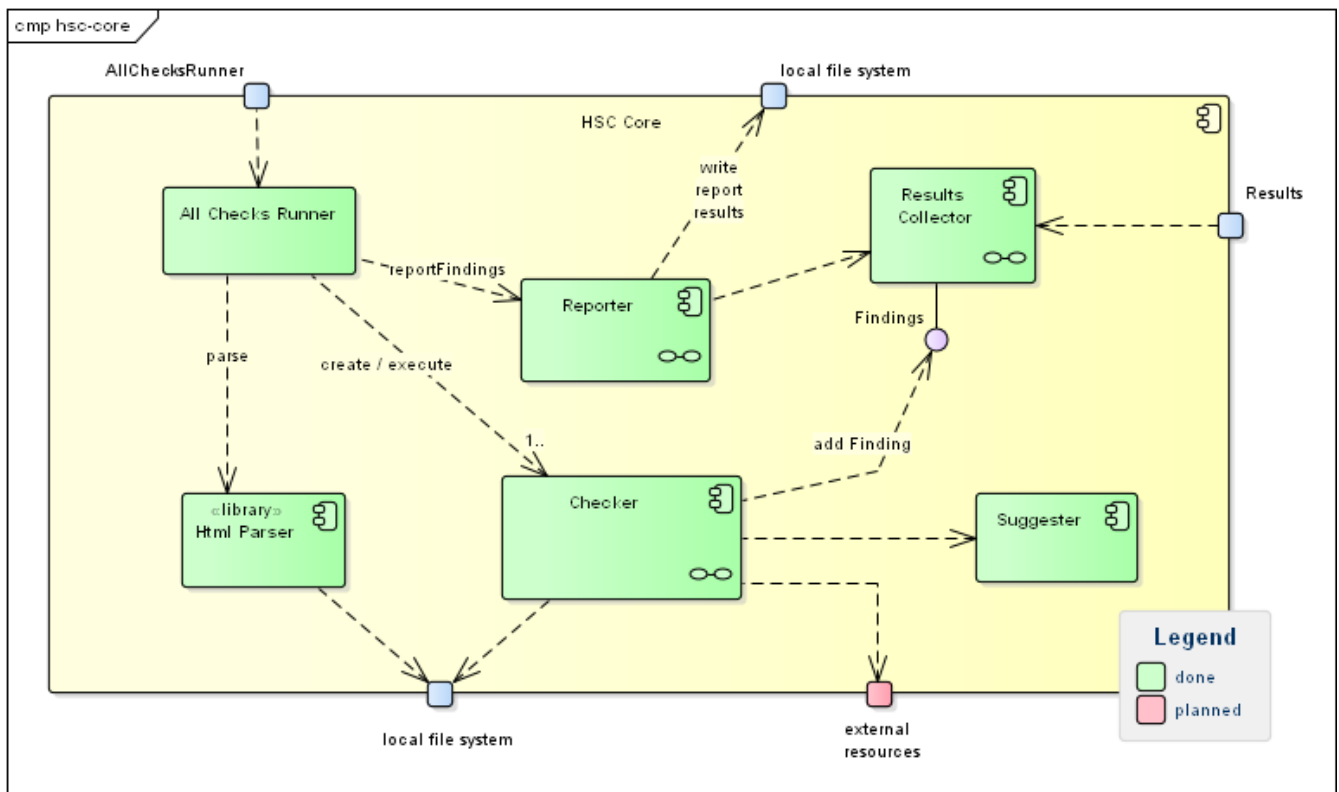 cmp hsc-core
AllChecksRunner
local file system
HSC Core
write
report
results
Results
Collector
Results
All Checks Runner
reportFindings
Reporter
Findings
parse
create / execute
1..
add Finding
«library»
Html Parser
Checker
Suggester
Legend
done
planned
local file system
external
resources